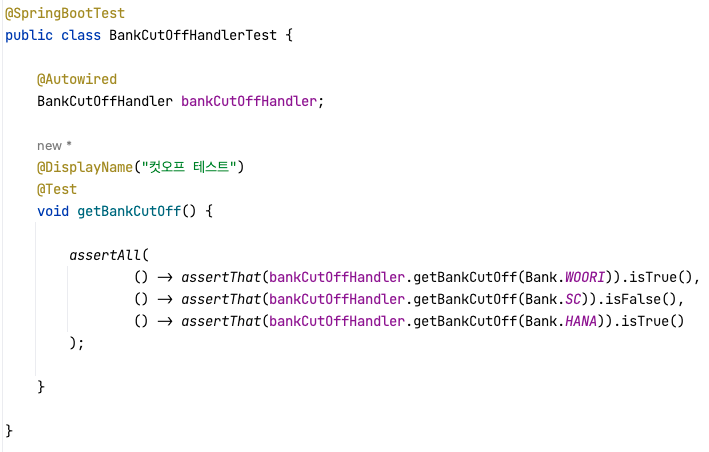 @SpringBootTest
public class BankCutOffHandlerTest {
@Autowired
BankCutOffHandler bankCutOffHandler;
new *
@DisplayName("컷오프 테스트")
@Test
void getBankCutOff() {
assertAll(
() -> assertThat(bankCutOffHandler.getBankCutOff(Bank.WOORI)).isTrue(),
() -> assertThat(bankCutOffHandler.getBankCutOff(Bank.SC)).isFalse(),
() -> assertThat(bankCutOffHandler.getBankCutOff(Bank.HANA)).isTrue()
);
}
}